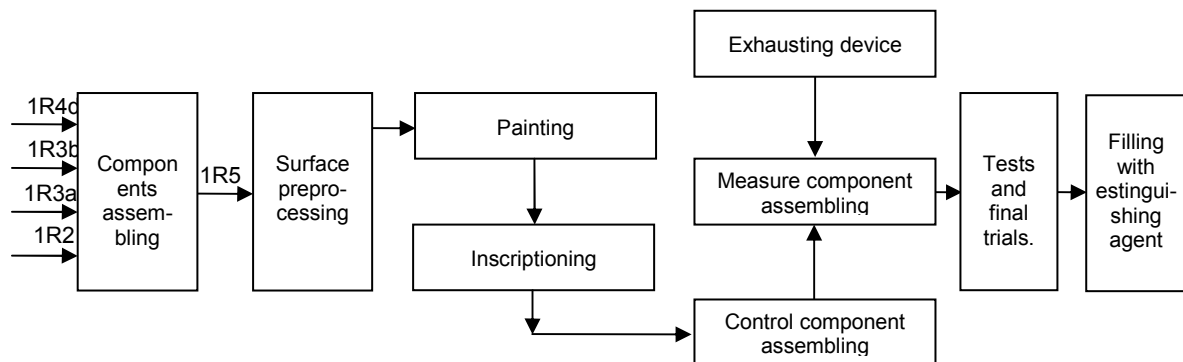 1R4d
1R3b
1R3a
1R2
Compon
ents
assem-
bling
1R5
Surface
prepro-
cessing
Painting
Inscriptioning
Exhausting device
Measure component
assembling
Control component
assembling
Tests
and
final
trials.
Filling
with
estingui-
shing
agent